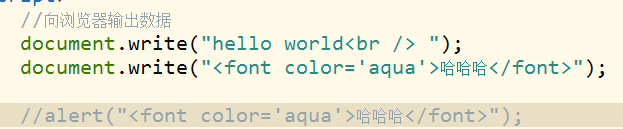 //向浏览器输出数据
document.write("hello world<br /> ");
document.write("<font color='aqua'>哈哈哈</font>");
//alert("<font color='aqua'>哈哈哈</font>");